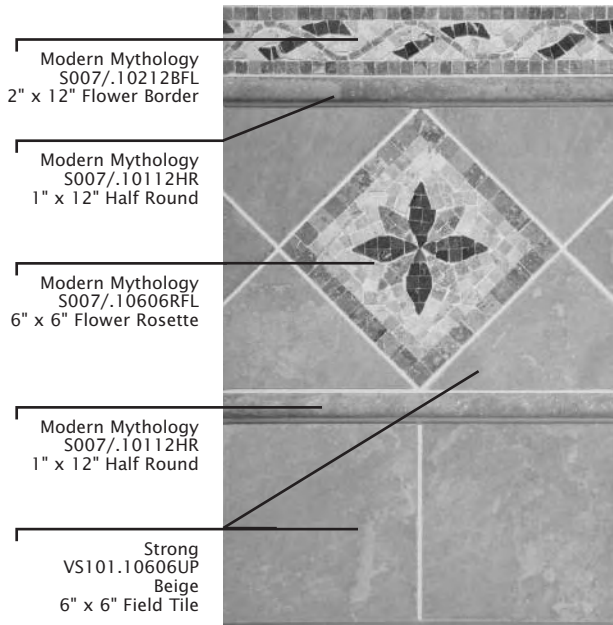 Modern Mythology
S007/.10212BFL
2" x 12" Flower Border
Modern Mythology
S007/.10112HR
1" x 12" Half Round
Modern Mythology
S007/.10606RFL
6" x 6" Flower Rosette
Modern Mythology
S007/.10112HR
1" x 12" Half Round
Strong
VS101.10606UP
Beige
6" x 6" Field Tile